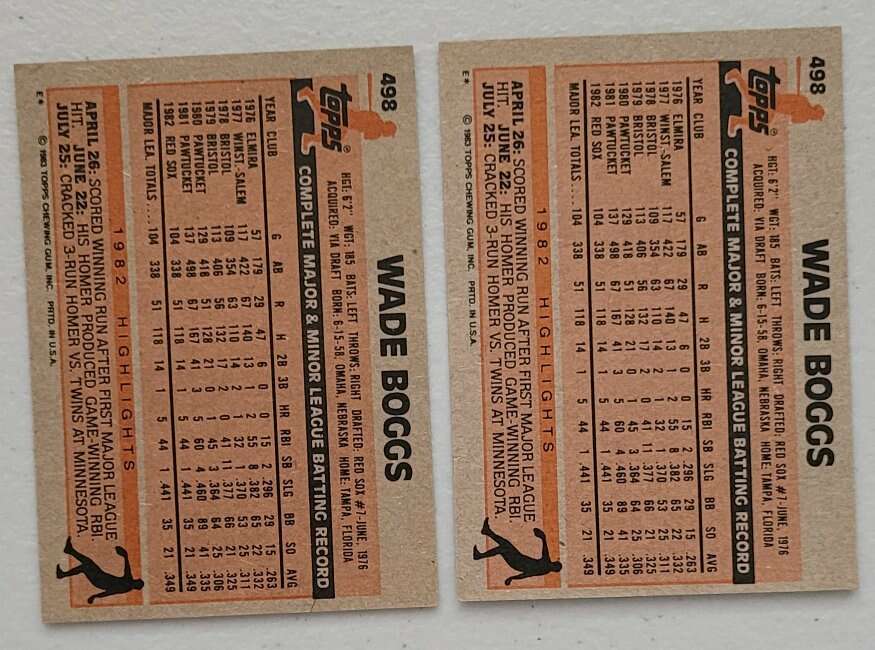 498
WADE BOGGS
topps®
HGT: 6'2" WGT: 185 BATS: LEFT THROWS: RIGHT DRAFTED: RED SOX #7-JUNE, 1976
ACQUIRED: VIA DRAFT BORN: 6-15-58, OMAHA, NEBRASKA HOME: TAMPA, FLORIDA
COMPLETE MAJOR & MINOR LEAGUE BATTING RECORD
YEAR CLUB G AB R H 2B 3B HR RBI SB SLG BB SO AVG
1976 ELMIRA 57 179 29 47 6 0 0 15 2 .296 29 15 .263
1977 WINST.-SALEM 117 422 67 140 13 1 2 55 8 .382 65 22 .332
1978 BRISTOL 109 354 63 110 14 2 1 32 1 .370 53 25 .311
1979 BRISTOL 113 406 56 132 17 2 0 41 11 .377 66 21 .325
1980 PAWTUCKET 129 418 51 128 21 0 1 45 3 .364 64 25 .306
1981 PAWTUCKET 137 498 67 167 41 3 5 60 4 .460 89 41 .335
1982 RED SOX 104 338 51 118 14 1 5 44 1 .441 35 21 .349
MAJOR LEA. TOTALS.... 104 338 51 118 14 1 5 44 1 .441 35 21 .349
1982 HIGHLIGHTS
APRIL 26: SCORED WINNING RUN AFTER FIRST MAJOR LEAGUE
HIT. JUNE 22: HIS HOMER PRODUCED GAME-WINNING RBI.
JULY 25: CRACKED 3-RUN HOMER VS. TWINS AT MINNESOTA.
E* © 1983 TOPPS CHEWING GUM, INC. PRTD. IN U.S.A.
498
WADE BOGGS
topps®
HGT: 6'2" WGT: 185 BATS: LEFT THROWS: RIGHT DRAFTED: RED SOX #7-JUNE, 1976
ACQUIRED: VIA DRAFT BORN: 6-15-58, OMAHA, NEBRASKA HOME: TAMPA, FLORIDA
COMPLETE MAJOR & MINOR LEAGUE BATTING RECORD
YEAR CLUB G AB R H 2B 3B HR RBI SB SLG BB SO AVG
1976 ELMIRA 57 179 29 47 6 0 0 15 2 .296 29 15 .263
1977 WINST.-SALEM 117 422 67 140 13 1 2 55 8 .382 65 22 .332
1978 BRISTOL 109 354 63 110 14 2 1 32 1 .370 53 25 .311
1979 BRISTOL 113 406 56 132 17 2 0 41 11 .377 66 21 .325
1980 PAWTUCKET 129 418 51 128 21 0 1 45 3 .364 64 25 .306
1981 PAWTUCKET 137 498 67 167 41 3 5 60 4 .460 89 41 .335
1982 RED SOX 104 338 51 118 14 1 5 44 1 .441 35 21 .349
MAJOR LEA. TOTALS.... 104 338 51 118 14 1 5 44 1 .441 35 21 .349
1982 HIGHLIGHTS
APRIL 26: SCORED WINNING RUN AFTER FIRST MAJOR LEAGUE
HIT. JUNE 22: HIS HOMER PRODUCED GAME-WINNING RBI.
JULY 25: CRACKED 3-RUN HOMER VS. TWINS AT MINNESOTA.
E* © 1983 TOPPS CHEWING GUM, INC. PRTD. IN U.S.A.